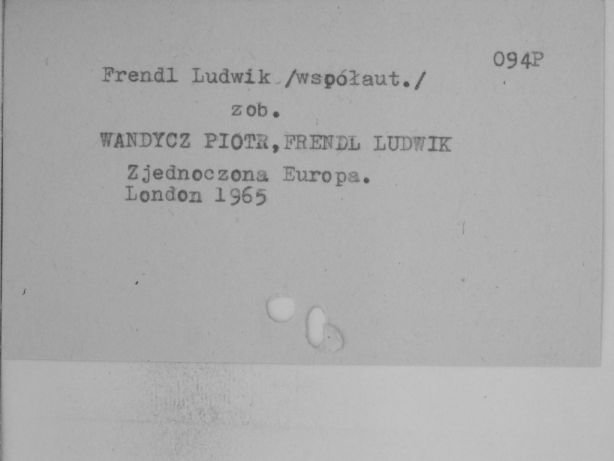 094P
Frendl Ludwik /współaut./
zob.
WANDYCZ PIOTR,FRENDL LUDWIK
Zjednoczona Europa.
London 1965